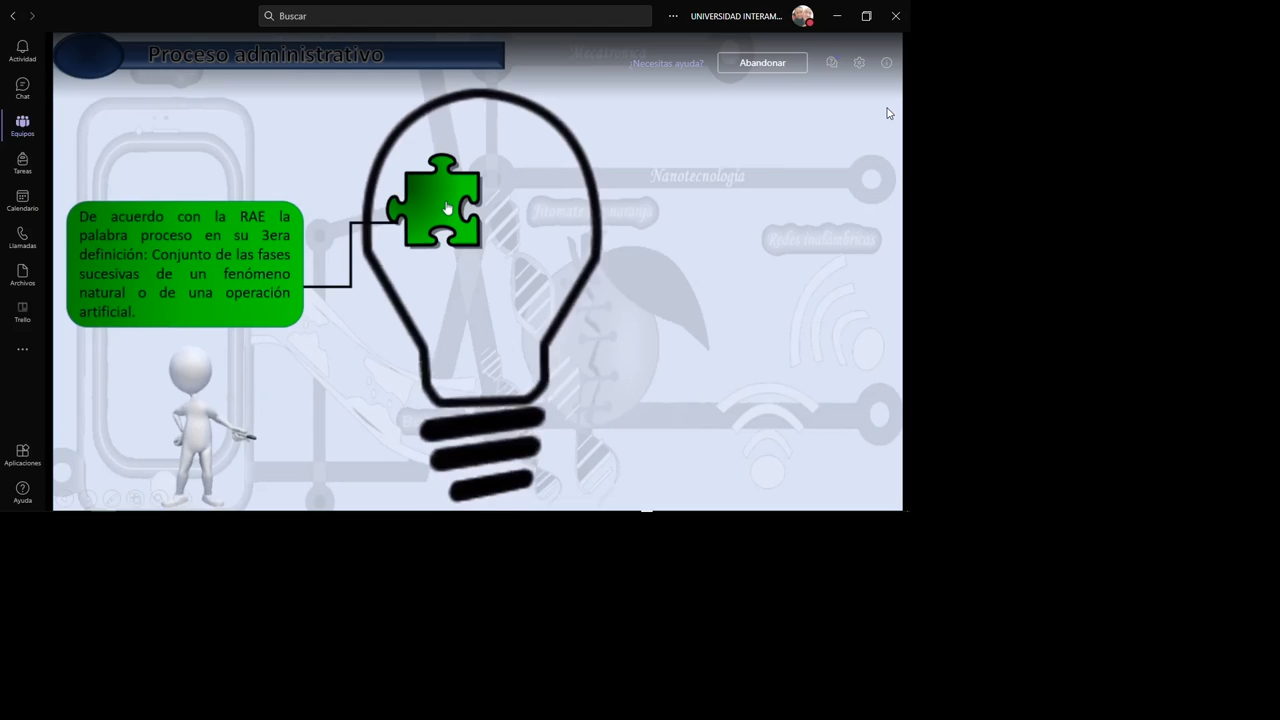 Buscar
UNIVERSIDAD INTERAM...
Actividad
Chat
Equipos
Tareas
Calendario
Llamadas
Archivos
Trello
Aplicaciones
Ayuda
Proceso administrativo
Mecatrónica
¿Necesitas ayuda?
Abandonar
Nanotecnología
Redes inalámbricas
De acuerdo con la RAE la
palabra proceso en su 3era
definición: Conjunto de las fases
sucesivas de un fenómeno
natural o de una operación
artificial.